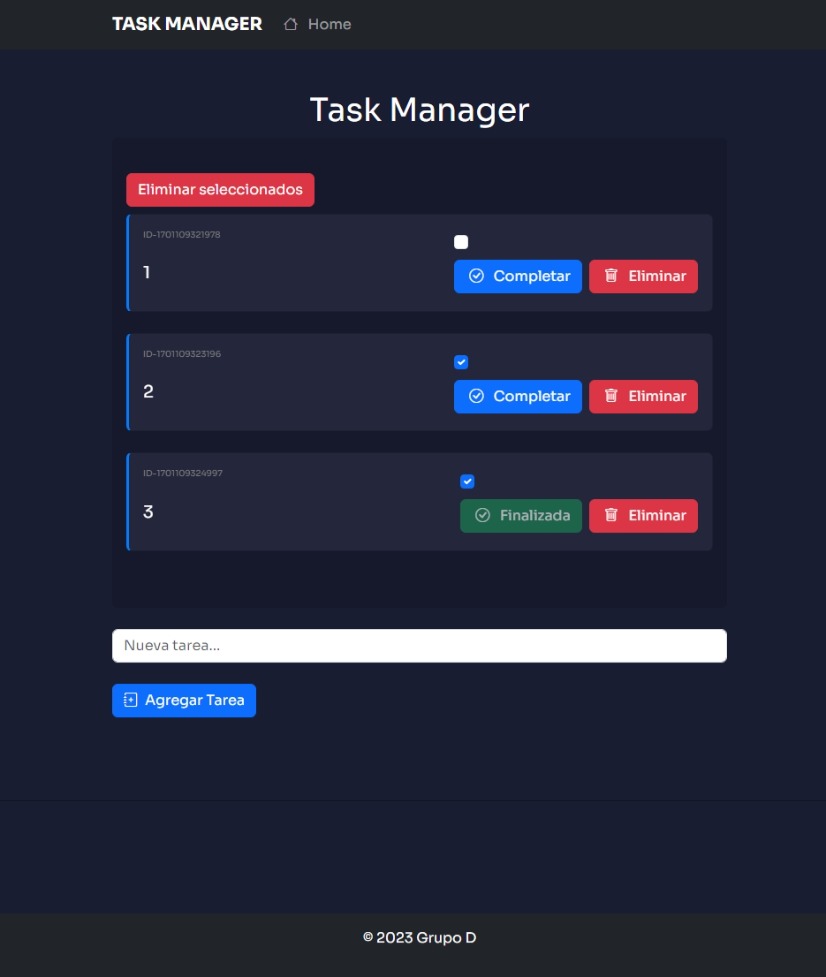 TASK MANAGER Home
Task Manager
Eliminar seleccionados
ID-1701109321978
1
Completar Eliminar
ID-1701109323196
2
Completar Eliminar
ID-1701109324997
3
Finalizada Eliminar
Nueva tarea...
Agregar Tarea
© 2023 Grupo D